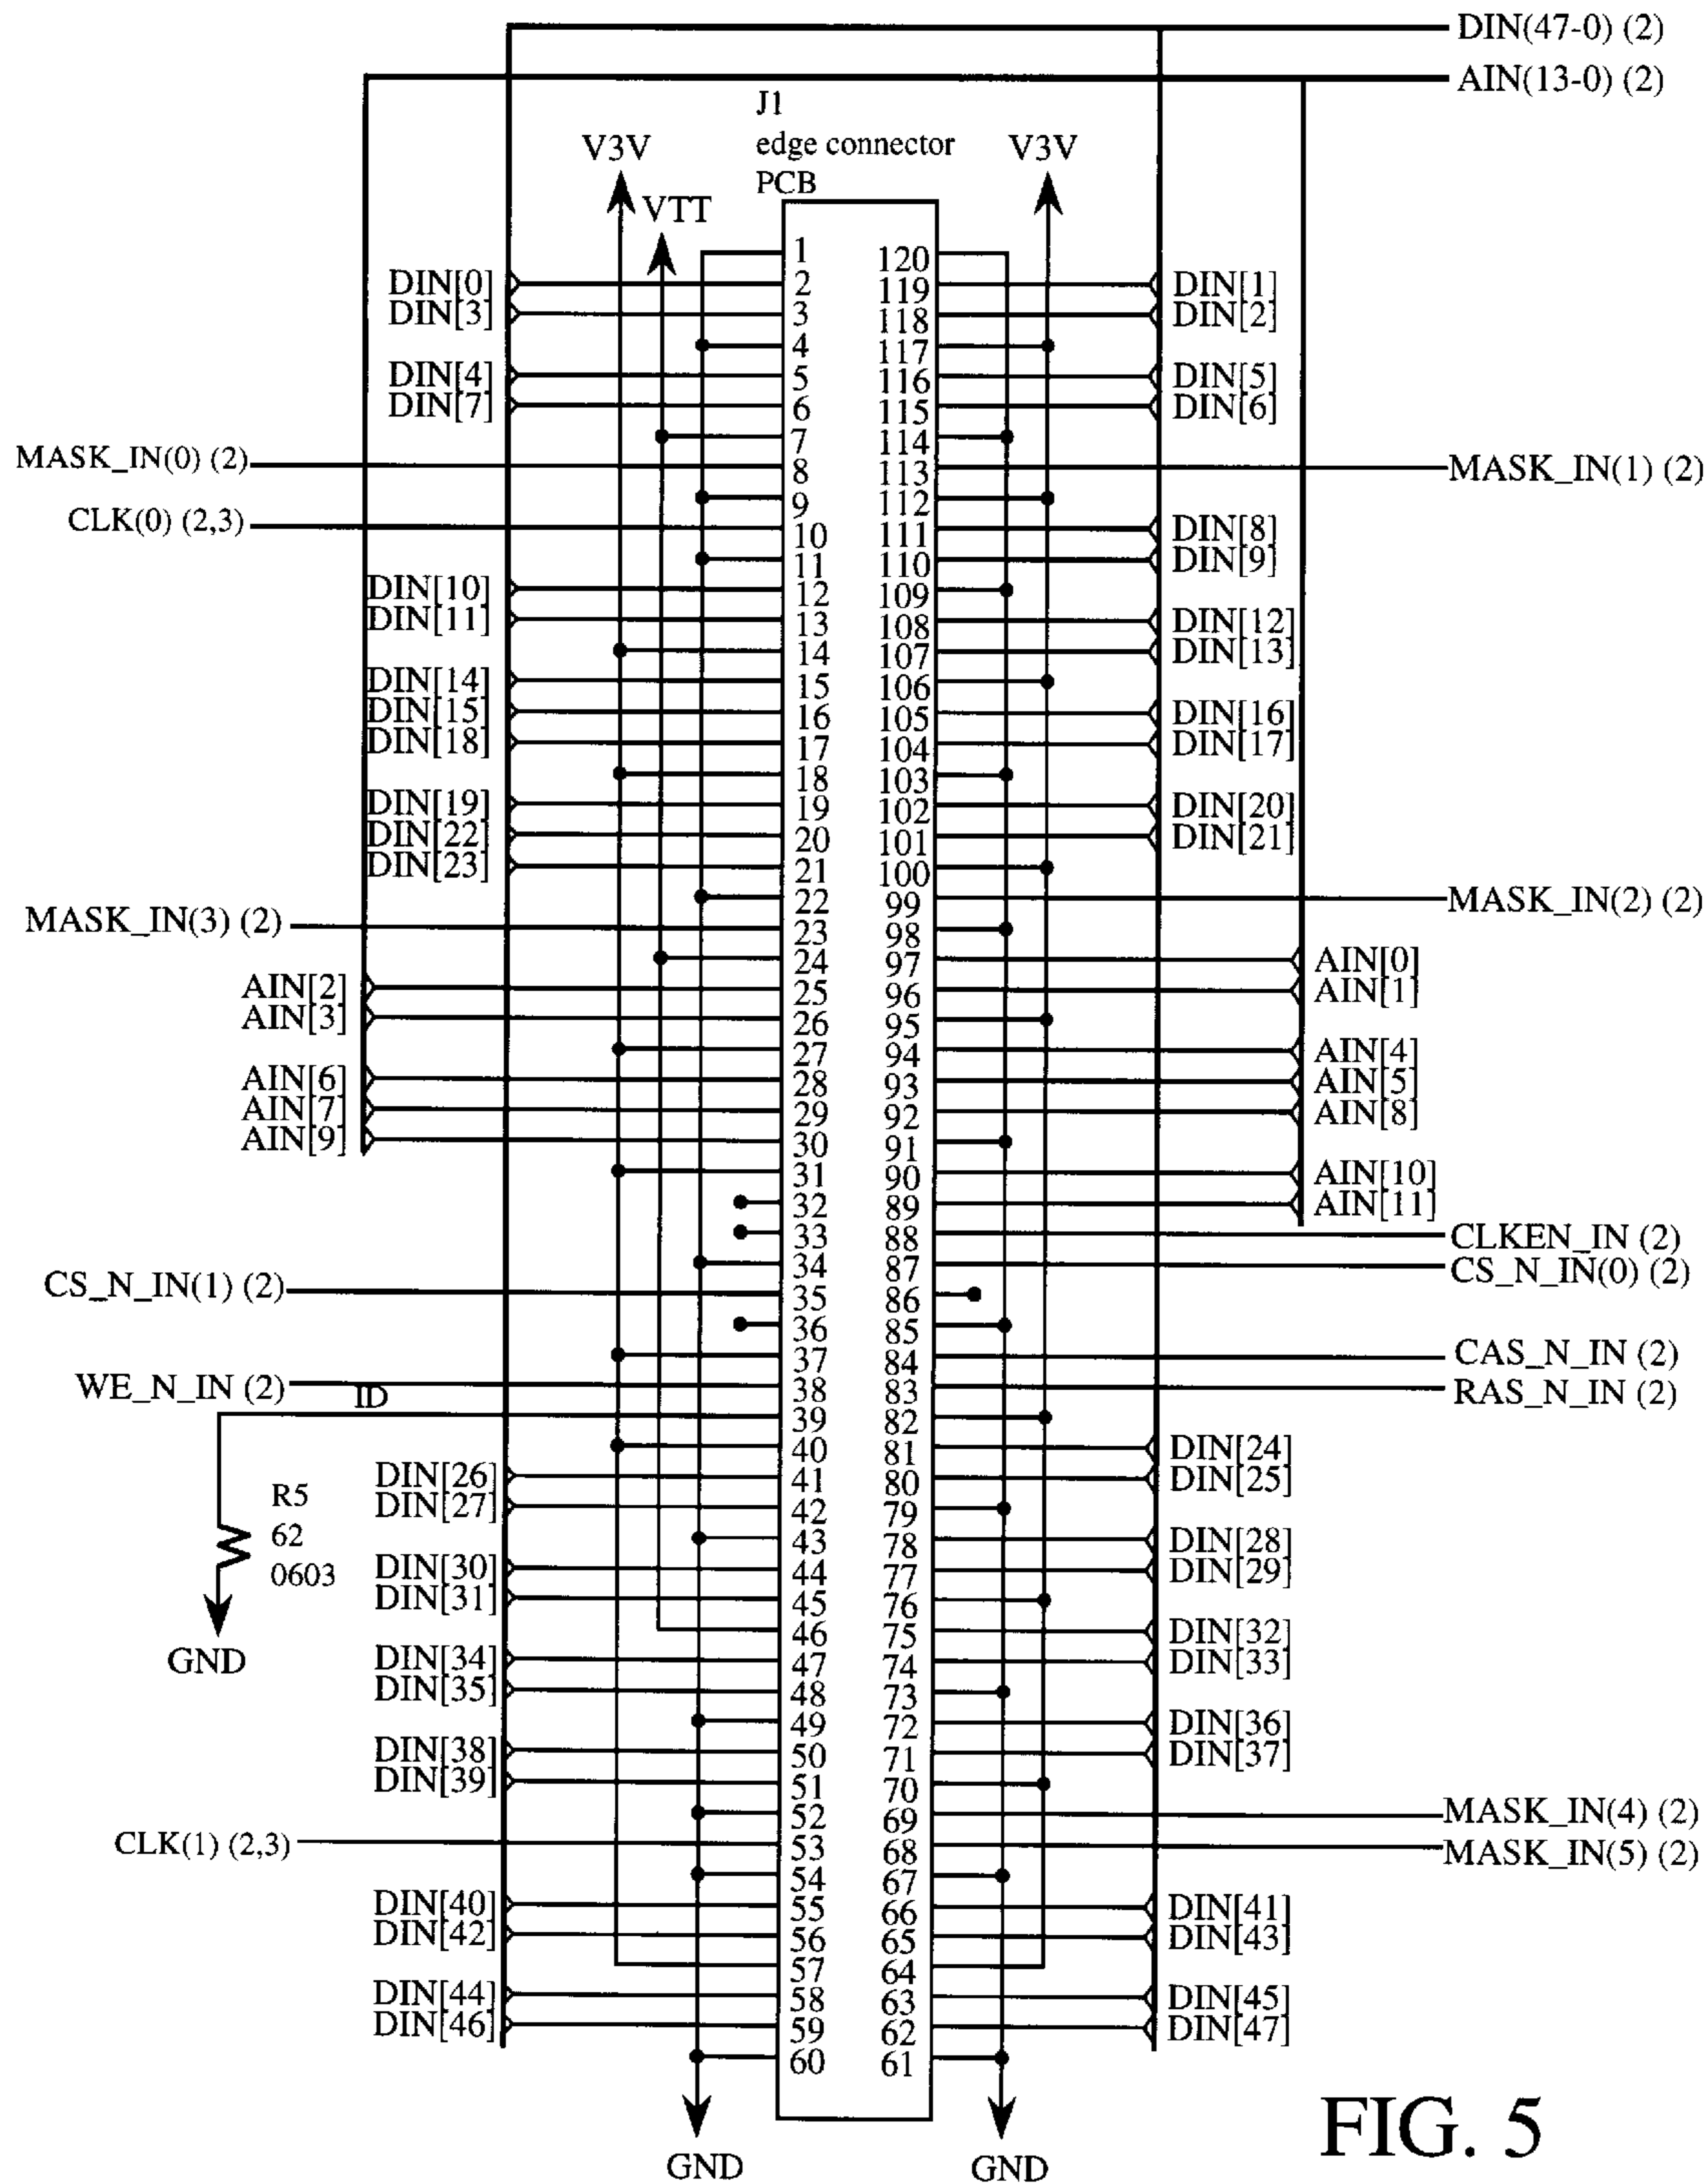 DIN(47-0) (2)
AIN(13-0) (2)
J1
edge connector
PCB
V3V
VTT
V3V
1 120
DIN[0] 2 119 DIN[1]
DIN[3] 3 118 DIN[2]
4 117
DIN[4] 5 116 DIN[5]
DIN[7] 6 115 DIN[6]
7 114
MASK_IN(0) (2) 8 113 MASK_IN(1) (2)
9 112
CLK(0) (2,3) 10 111 DIN[8]
11 110 DIN[9]
DIN[10] 12 109
DIN[11] 13 108 DIN[12]
14 107 DIN[13]
DIN[14] 15 106
DIN[15] 16 105 DIN[16]
DIN[18] 17 104 DIN[17]
18 103
DIN[19] 19 102 DIN[20]
DIN[22] 20 101 DIN[21]
DIN[23] 21 100
22 99 MASK_IN(2) (2)
MASK_IN(3) (2) 23 98
24 97 AIN[0]
AIN[2] 25 96 AIN[1]
AIN[3] 26 95
27 94 AIN[4]
AIN[6] 28 93 AIN[5]
AIN[7] 29 92 AIN[8]
AIN[9] 30 91
31 90 AIN[10]
32 89 AIN[11]
33 88 CLKEN_IN (2)
34 87 CS_N_IN(0) (2)
CS_N_IN(1) (2) 35 86
36 85
37 84 CAS_N_IN (2)
WE_N_IN (2) 38 83 RAS_N_IN (2)
ID 39 82
40 81 DIN[24]
DIN[26] 41 80 DIN[25]
DIN[27] 42 79
43 78 DIN[28]
DIN[30] 44 77 DIN[29]
DIN[31] 45 76
46 75 DIN[32]
DIN[34] 47 74 DIN[33]
DIN[35] 48 73
49 72 DIN[36]
DIN[38] 50 71 DIN[37]
DIN[39] 51 70
52 69 MASK_IN(4) (2)
CLK(1) (2,3) 53 68 MASK_IN(5) (2)
54 67
DIN[40] 55 66 DIN[41]
DIN[42] 56 65 DIN[43]
57 64
DIN[44] 58 63 DIN[45]
DIN[46] 59 62 DIN[47]
60 61
R5
62
0603
GND
GND
GND
FIG. 5